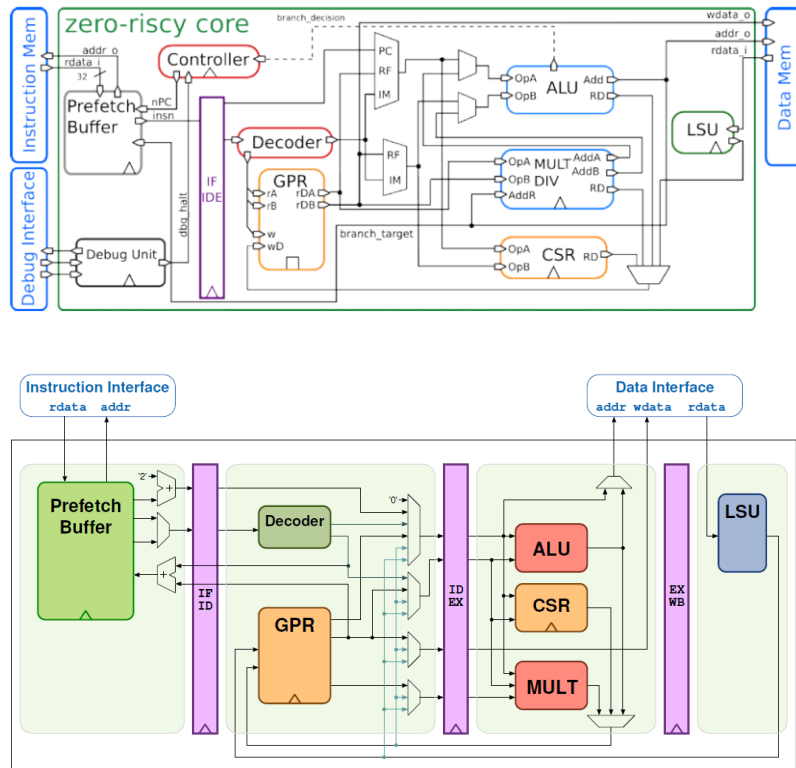 zero-riscy core
Instruction Mem
Debug Interface
Data Mem
addr_o
rdata_i
32
Prefetch
Buffer
nPC
insn
Controller
branch_decision
dbg_halt
Debug Unit
IF
IDE
Decoder
GPR
rA
rB
w
wD
rDA
rDB
PC
RF
IM
RF
IM
branch_target
OpA
OpB
ALU
Add
RD
OpA
OpB
AddR
MULT
DIV
AddA
AddB
RD
OpA
OpB
CSR
RD
LSU
wdata_o
addr_o
rdata_i
Instruction Interface
rdata addr
Data Interface
addr wdata rdata
Prefetch
Buffer
'2'
+
+
IF
ID
Decoder
GPR
'0'
ID
EX
ALU
CSR
MULT
EX
WB
LSU